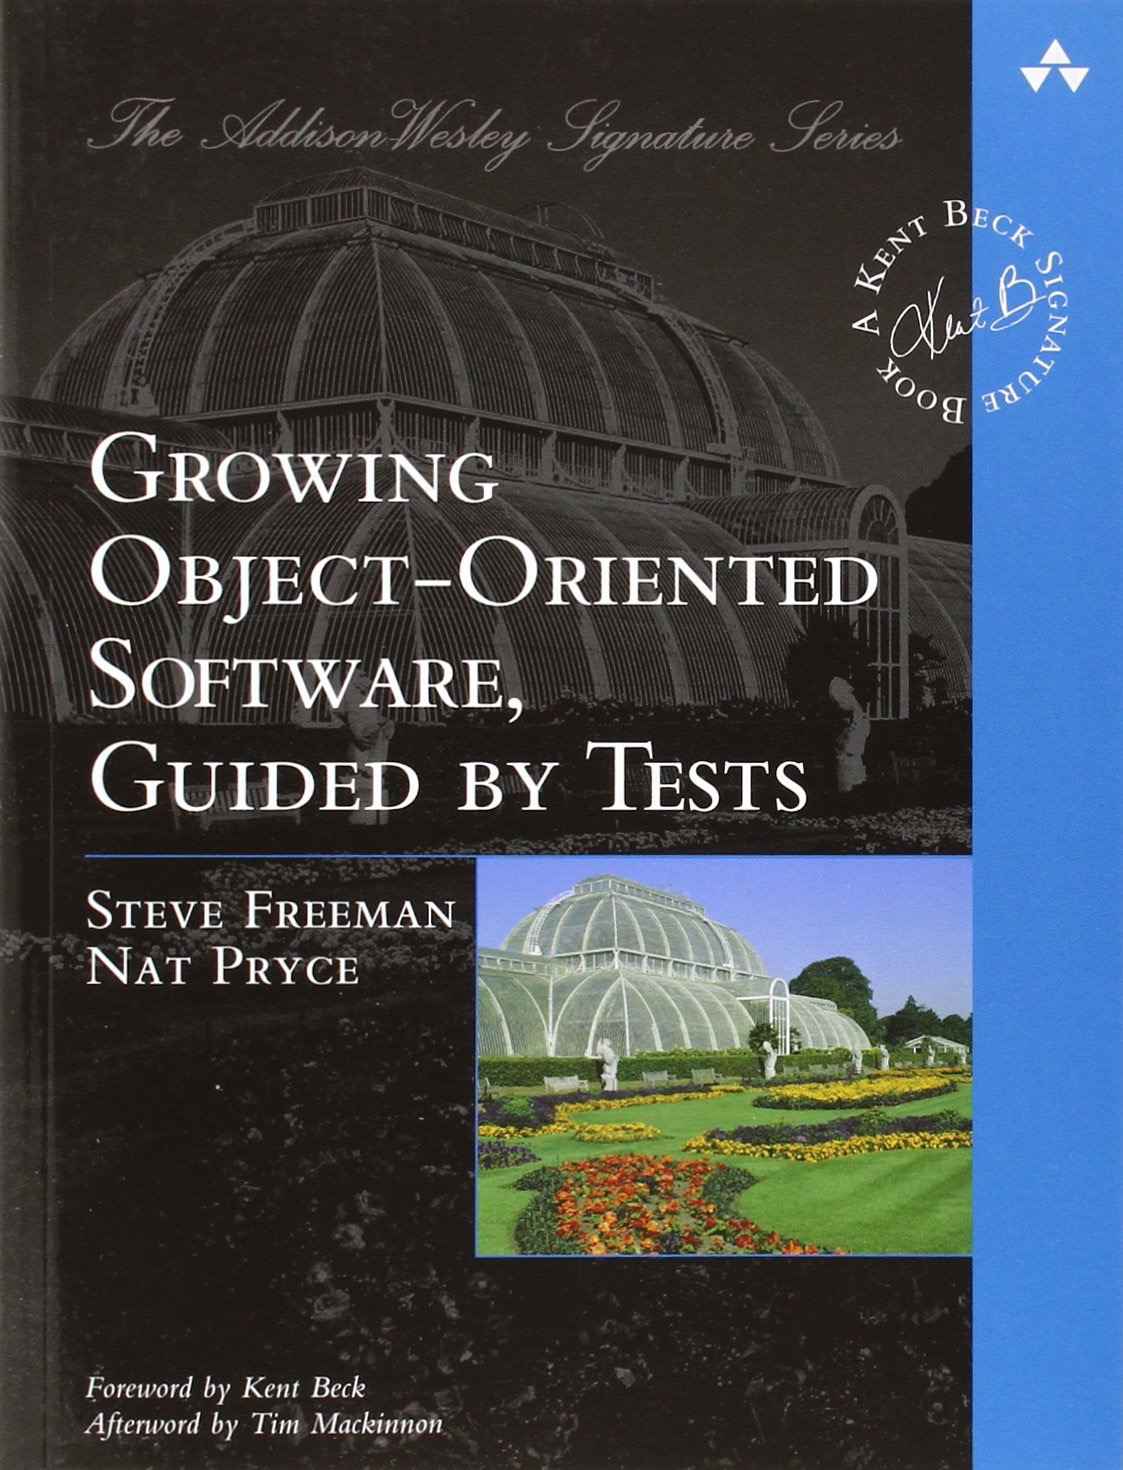 The Addison Wesley Signature Series
A KENT BECK SIGNATURE BOOK
Kent B
GROWING
OBJECT-ORIENTED
SOFTWARE,
GUIDED BY TESTS
STEVE FREEMAN
NAT PRYCE
Foreword by Kent Beck
Afterword by Tim Mackinnon